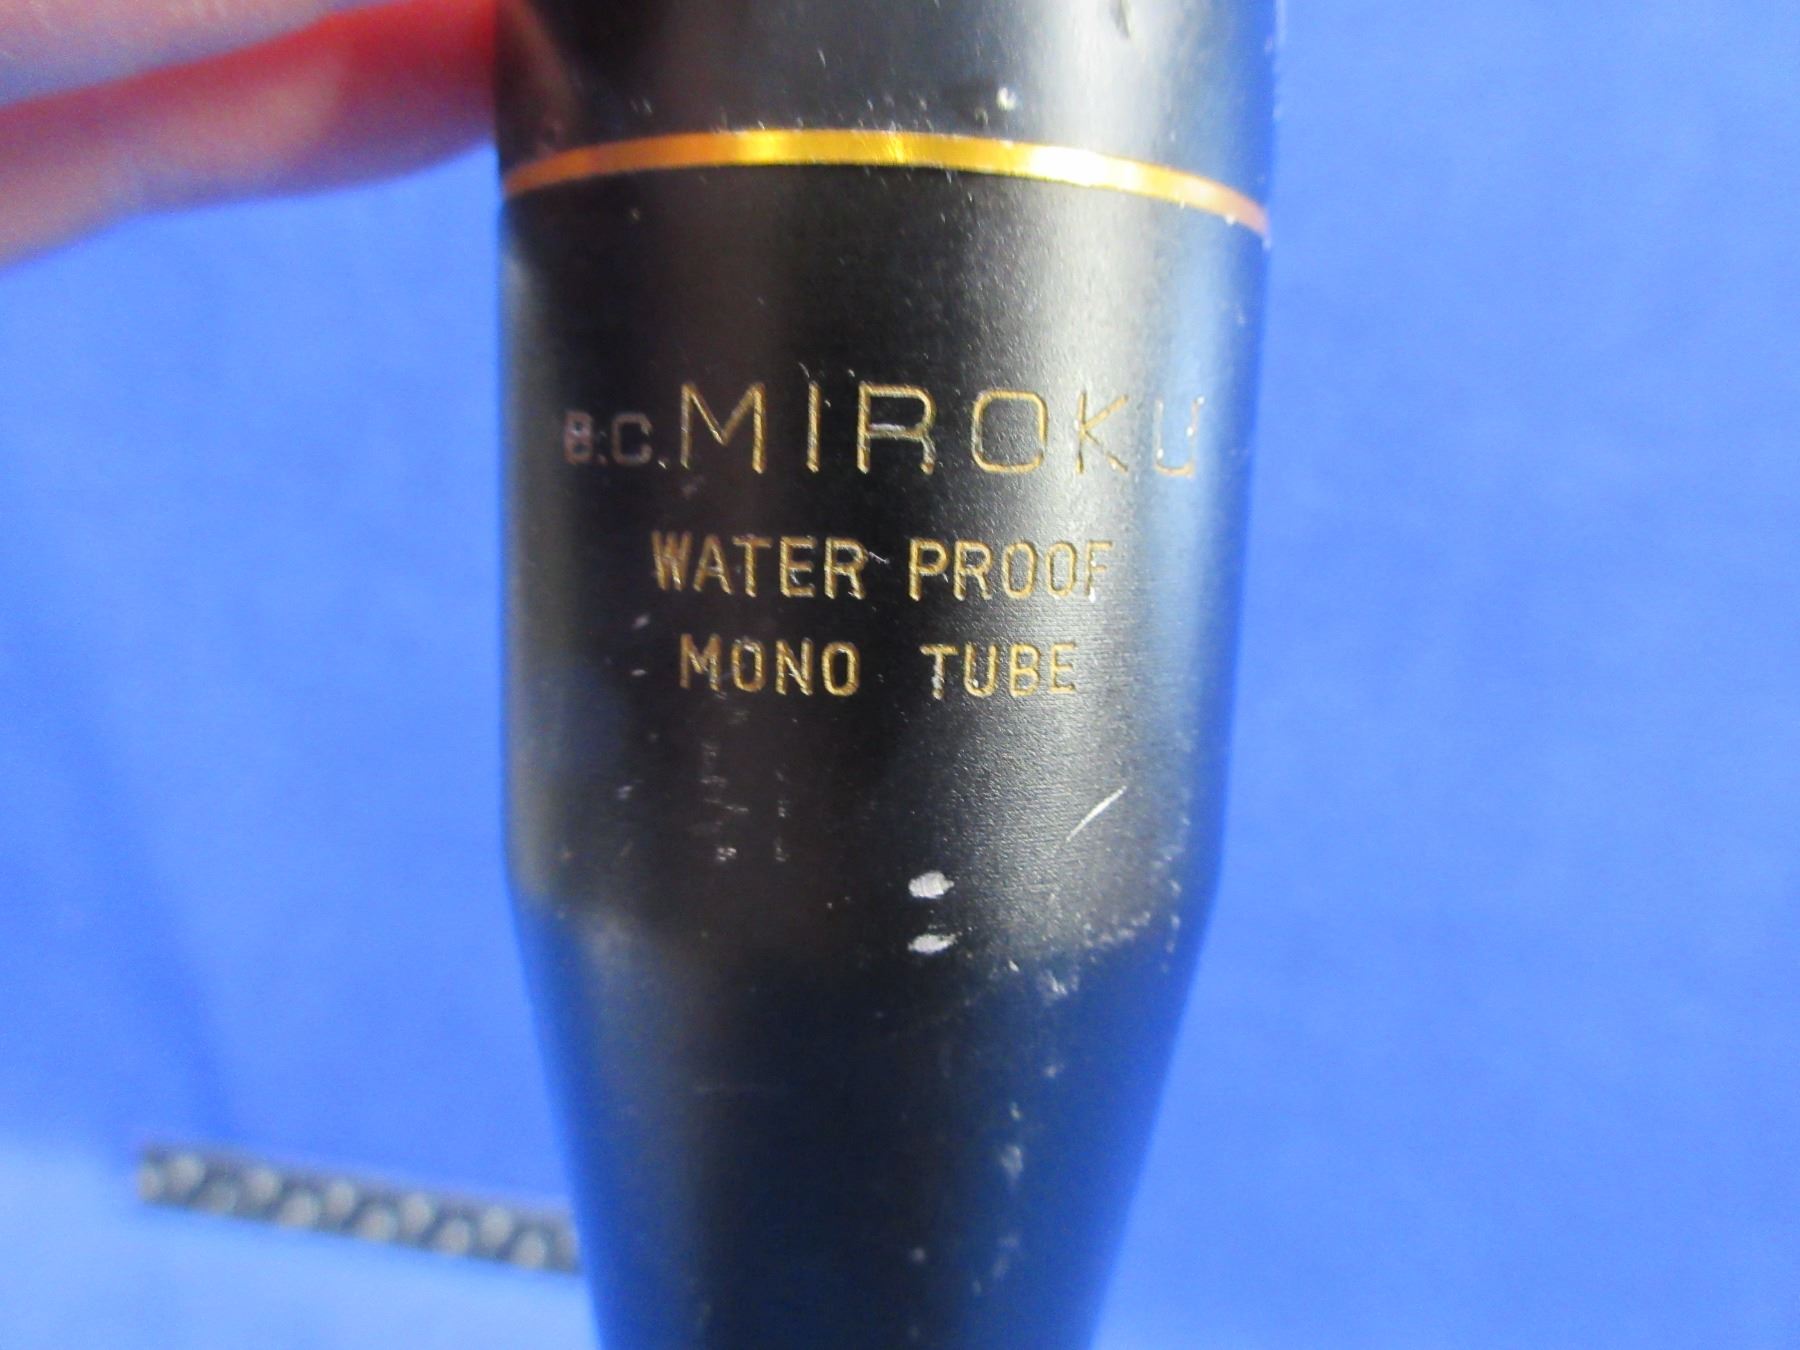 B.C. MIROKU
WATER PROOF
MONO TUBE